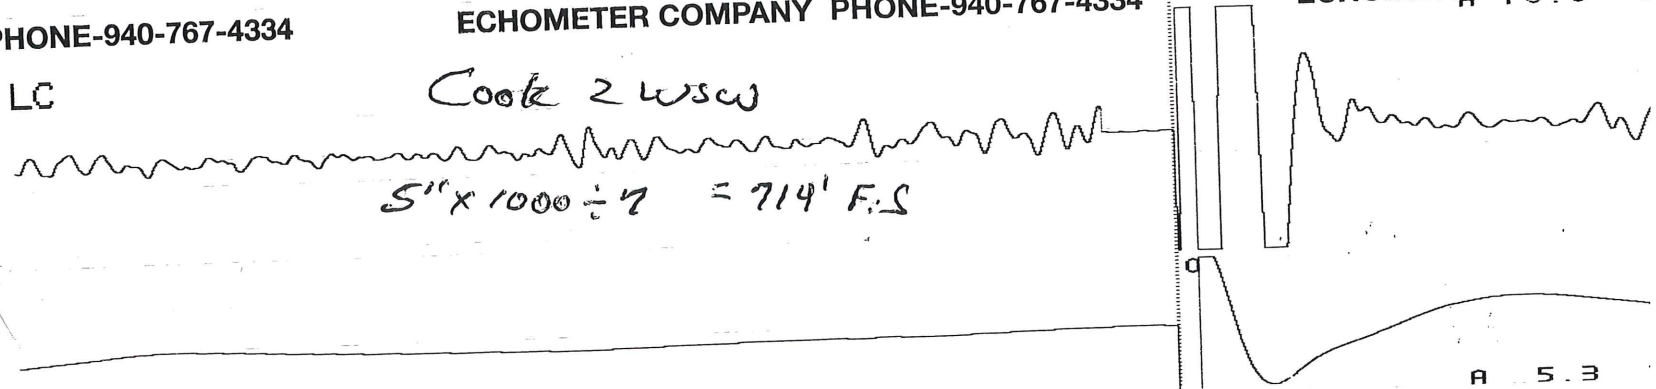 PHONE-940-767-4334 ECHOMETER COMPANY PHONE-940-767-4334
LC
Cook 2 WSW
5" x 1000 ÷ 7 = 714' F.S
A 5.3